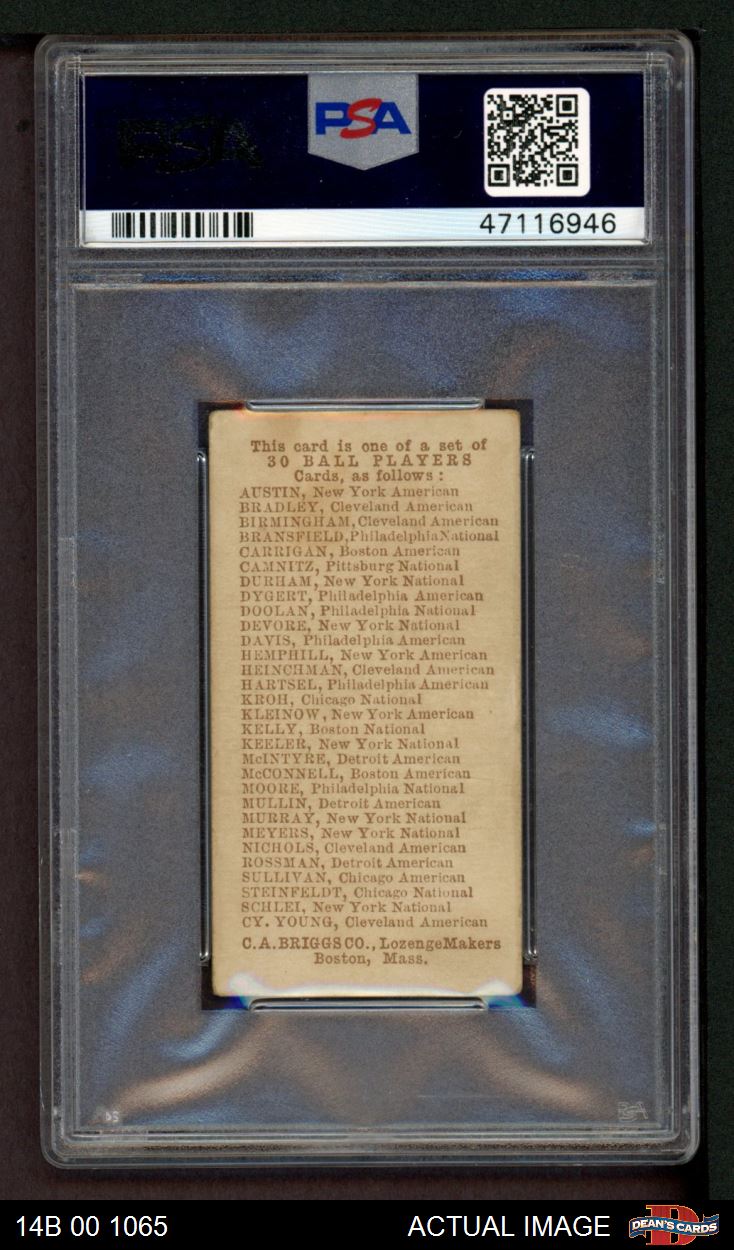 PSA
PSA
47116946
This card is one of a set of
30 BALL PLAYERS
Cards, as follows :
AUSTIN, New York American
BRADLEY, Cleveland American
BIRMINGHAM, Cleveland American
BRANSFIELD, Philadelphia National
CARRIGAN, Boston American
CAMNITZ, Pittsburg National
DURHAM, New York National
DYGERT, Philadelphia American
DOOLAN, Philadelphia National
DEVORE, New York National
DAVIS, Philadelphia American
HEMPHILL, New York American
HEINCHMAN, Cleveland American
HARTSEL, Philadelphia American
KROH, Chicago National
KLEINOW, New York American
KELLY, Boston National
KEELER, New York National
McINTYRE, Detroit American
McCONNELL, Boston American
MOORE, Philadelphia National
MULLIN, Detroit American
MURRAY, New York National
MEYERS, New York National
NICHOLS, Cleveland American
ROSSMAN, Detroit American
SULLIVAN, Chicago American
STEINFELDT, Chicago National
SCHLEI, New York National
CY. YOUNG, Cleveland American
C. A. BRIGGS CO., Lozenge Makers
Boston, Mass.
PSA
14B 00 1065 ACTUAL IMAGE DEAN'S CARDS